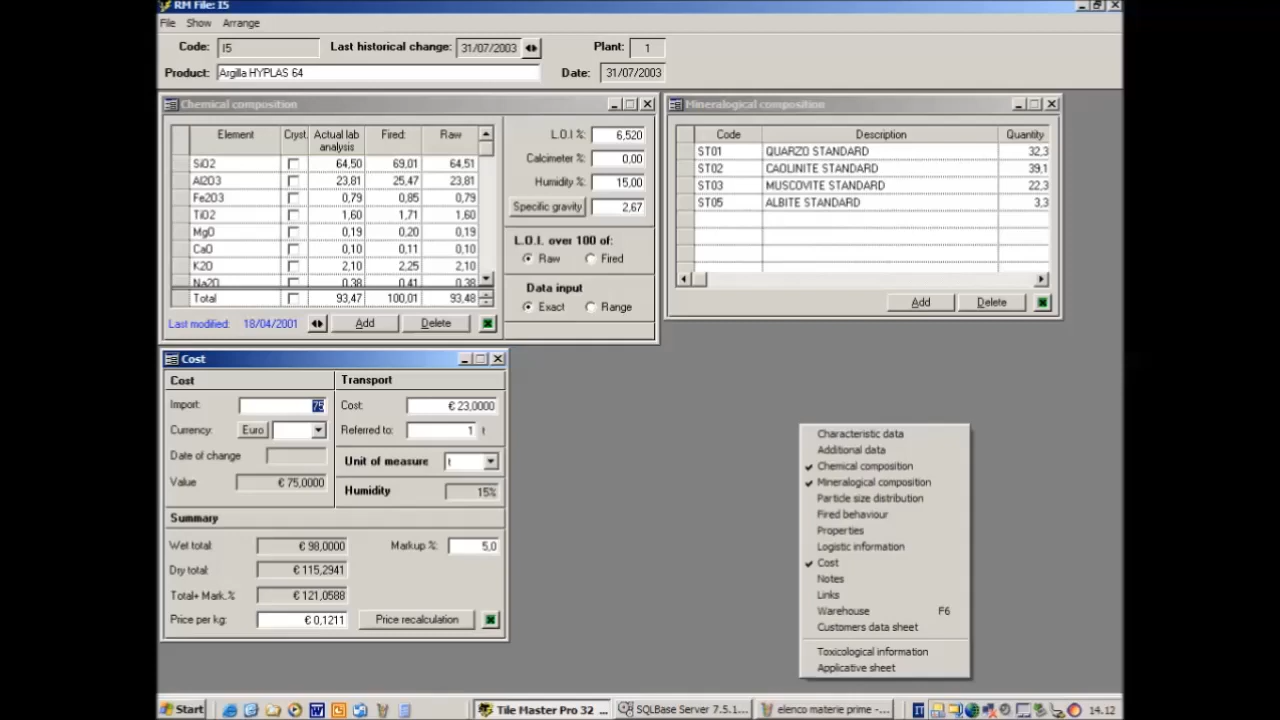 RM File: I5
File Show Arrange
Code: I5 Last historical change: 31/07/2003 Plant: 1
Product: Argilla HYPLAS 64 Date: 31/07/2003
Chemical composition
Element Cryst. Actual lab analysis Fired: Raw
SiO2 64,50 69,01 64,51
Al2O3 23,81 25,47 23,81
Fe2O3 0,79 0,85 0,79
TiO2 1,60 1,71 1,60
MgO 0,19 0,20 0,19
CaO 0,10 0,11 0,10
K2O 2,10 2,25 2,10
Na2O 0,38 0,41 0,38
Total 93,47 100,01 93,48
Last modified: 18/04/2001 Add Delete
L.O.I %: 6,520
Calcimeter %: 0,00
Humidity %: 15,00
Specific gravity 2,67
L.O.I. over 100 of:
Raw Fired
Data input
Exact Range
Mineralogical composition
Code Description Quantity
ST01 QUARZO STANDARD 32,3
ST02 CAOLINITE STANDARD 39,1
ST03 MUSCOVITE STANDARD 22,3
ST05 ALBITE STANDARD 3,3
Add Delete
Cost
Cost
Import: 75
Currency: Euro
Date of change
Value € 75,0000
Transport
Cost: € 23,0000
Referred to: 1 t
Unit of measure t
Humidity 15%
Summary
Wet total: € 98,0000 Markup %: 5,0
Dry total: € 115,2941
Total+ Mark.% € 121,0588
Price per kg: € 0,1211 Price recalculation
Characteristic data
Additional data
Chemical composition
Mineralogical composition
Particle size distribution
Fired behaviour
Properties
Logistic information
Cost
Notes
Links
Warehouse F6
Customers data sheet
Toxicological information
Applicative sheet
Start Tile Master Pro 32 ... SQLBase Server 7.5.1... elenco materie prime -... 14.12